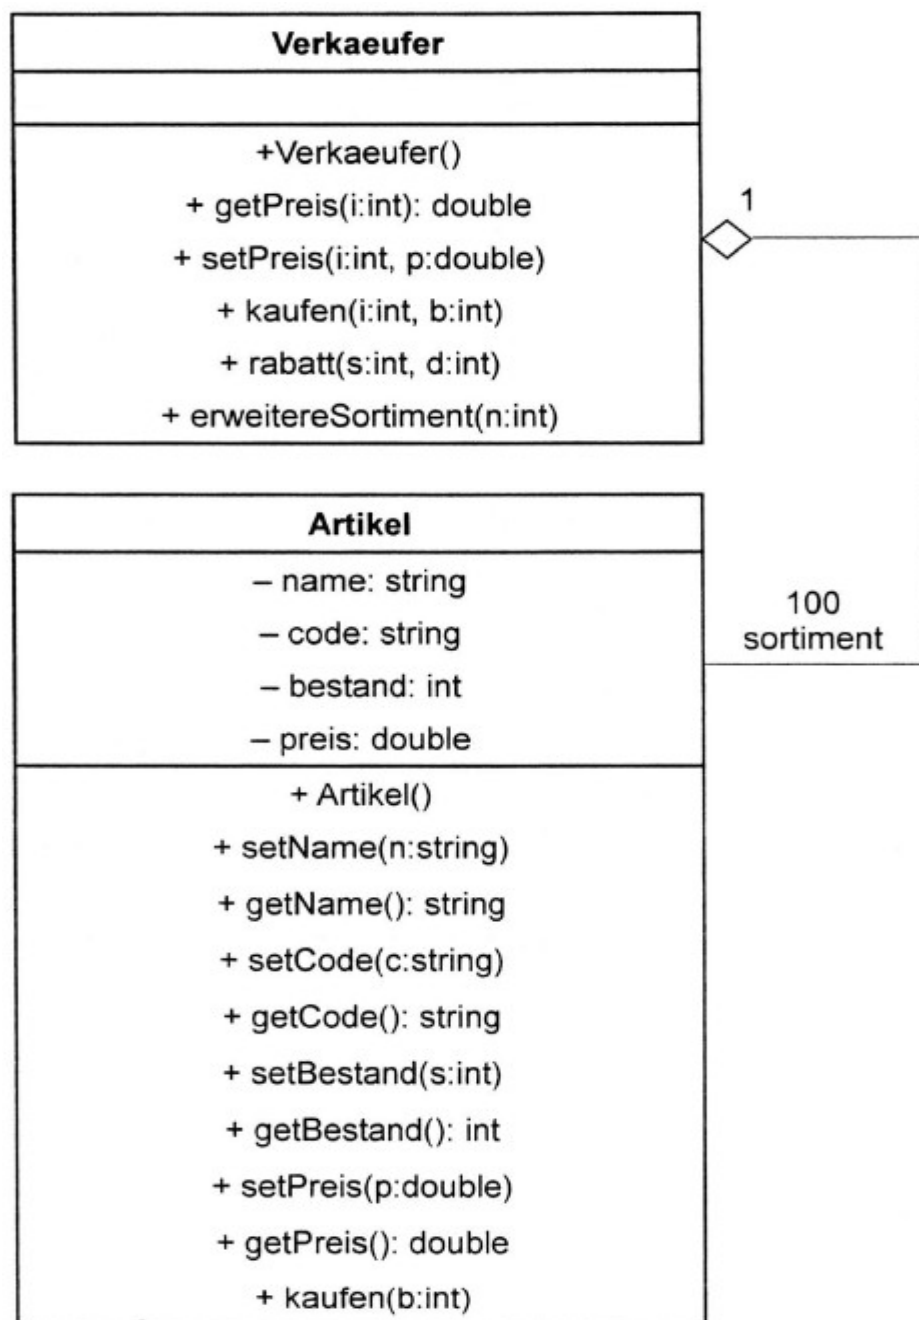 Verkaeufer
+Verkaeufer()
+ getPreis(i:int): double
+ setPreis(i:int, p:double)
+ kaufen(i:int, b:int)
+ rabatt(s:int, d:int)
+ erweitereSortiment(n:int)
1
Artikel
– name: string
– code: string
– bestand: int
– preis: double
100
sortiment
+ Artikel()
+ setName(n:string)
+ getName(): string
+ setCode(c:string)
+ getCode(): string
+ setBestand(s:int)
+ getBestand(): int
+ setPreis(p:double)
+ getPreis(): double
+ kaufen(b:int)